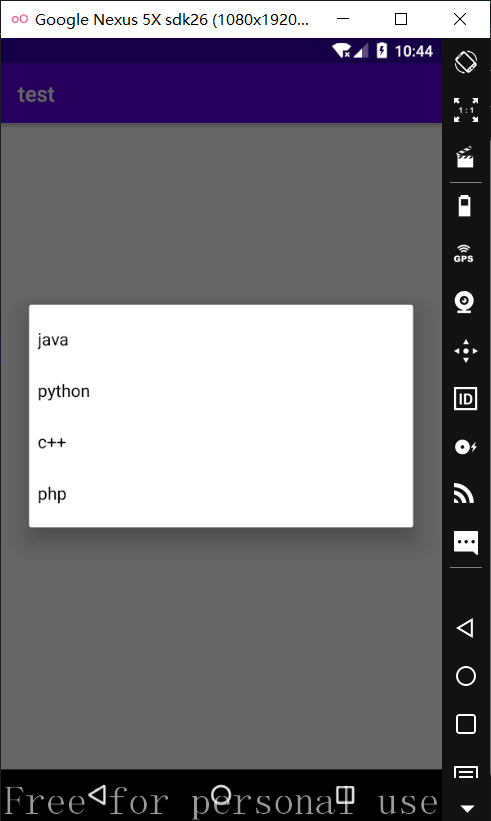 Google Nexus 5X sdk26 (1080x1920...
10:44
test
1:1
GPS
java
python
c++
php
ID
Free for personal use